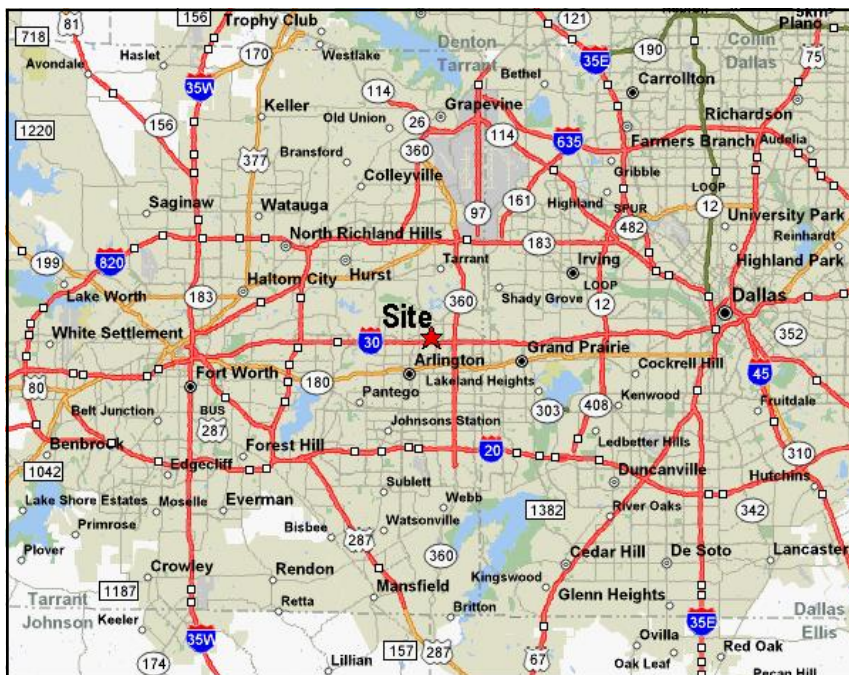 5km
156
Trophy Club
121
Plano
81
718
Haslet
170
Westlake
Denton
Tarrant
35E
190
Collin
Dallas
75
Avondale
35W
114
Bethel
Carrollton
Keller
Grapevine
Richardson
156
Old Union
26
114
635
Farmers Branch
Audelia
1220
377
Bransford
360
Gribble
Colleyville
161
Highland
LOOP
12
Saginaw
Watauga
97
SPUR
482
University Park
North Richland Hills
183
Reinhardt
820
Hurst
Tarrant
Irving
Highland Park
199
Haltom City
LOOP
Lake Worth
183
360
Shady Grove
12
Dallas
Site
White Settlement
30
352
Arlington
Grand Prairie
Cockrell Hill
80
Fort Worth
180
Lakeland Heights
45
Pantego
303
408
Kenwood
Fruitdale
Belt Junction
BUS
287
Johnsons Station
Ledbetter Hills
Benbrook
Forest Hill
20
310
1042
Edgecliff
Duncanville
Hutchins
Sublett
Lake Shore Estates
Moselle
Everman
Webb
1382
River Oaks
342
Primrose
Bisbee
Watsonville
287
360
Plover
Crowley
Rendon
Cedar Hill
De Soto
Lancaster
Kingswood
1187
Mansfield
Glenn Heights
Tarrant
Johnson
Retta
Britton
Dallas
Ellis
Keeler
35W
35E
Ovilla
157
287
67
Red Oak
174
Lillian
Oak Leaf
Pecan Hill